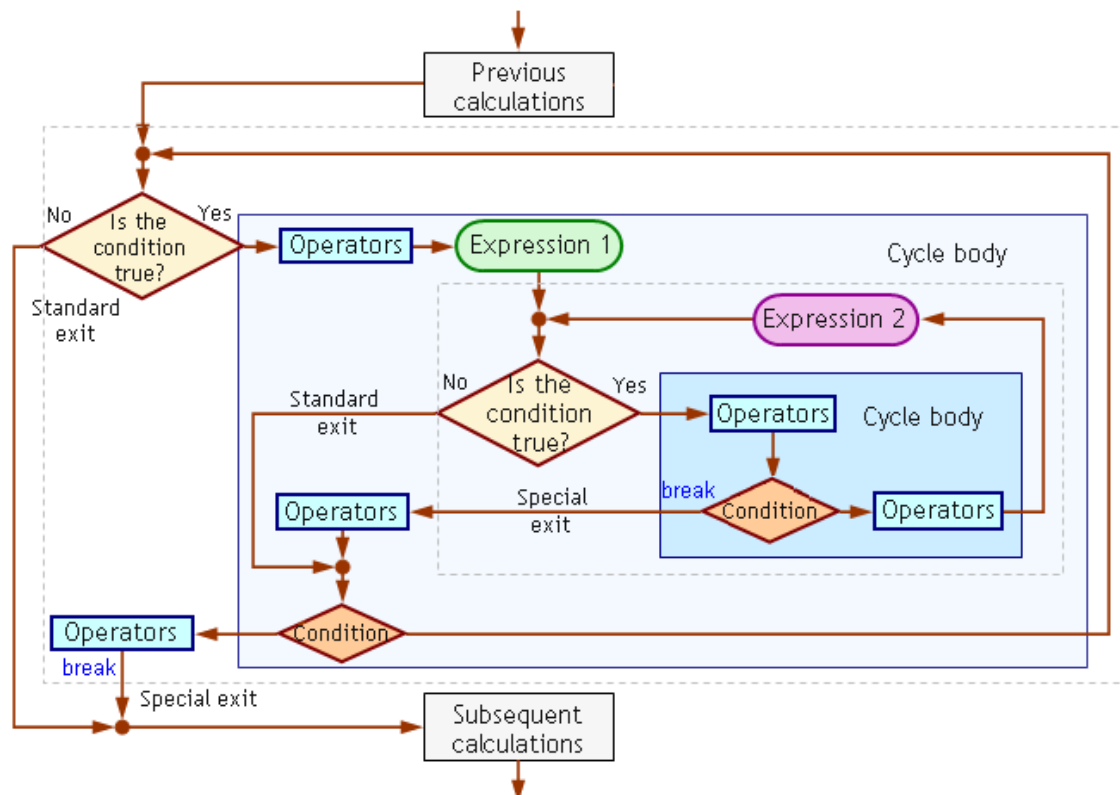 Previous
calculations
No
Yes
Is the
condition
true?
Operators
Expression 1
Cycle body
Standard
exit
Expression 2
No
Yes
Is the
condition
true?
Operators
Cycle body
Standard
exit
break
Special
exit
Condition
Operators
Operators
Condition
Operators
break
Special exit
Subsequent
calculations